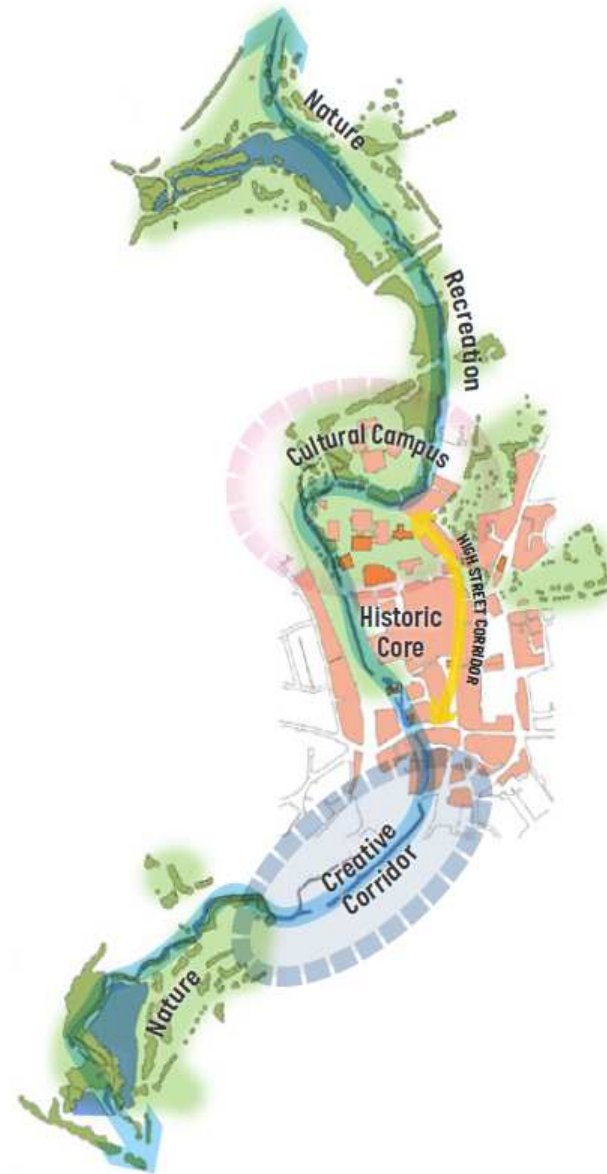 Nature
Recreation
Cultural Campus
HIGH STREET CORRIDOR
Historic
Core
Creative
Corridor
Nature